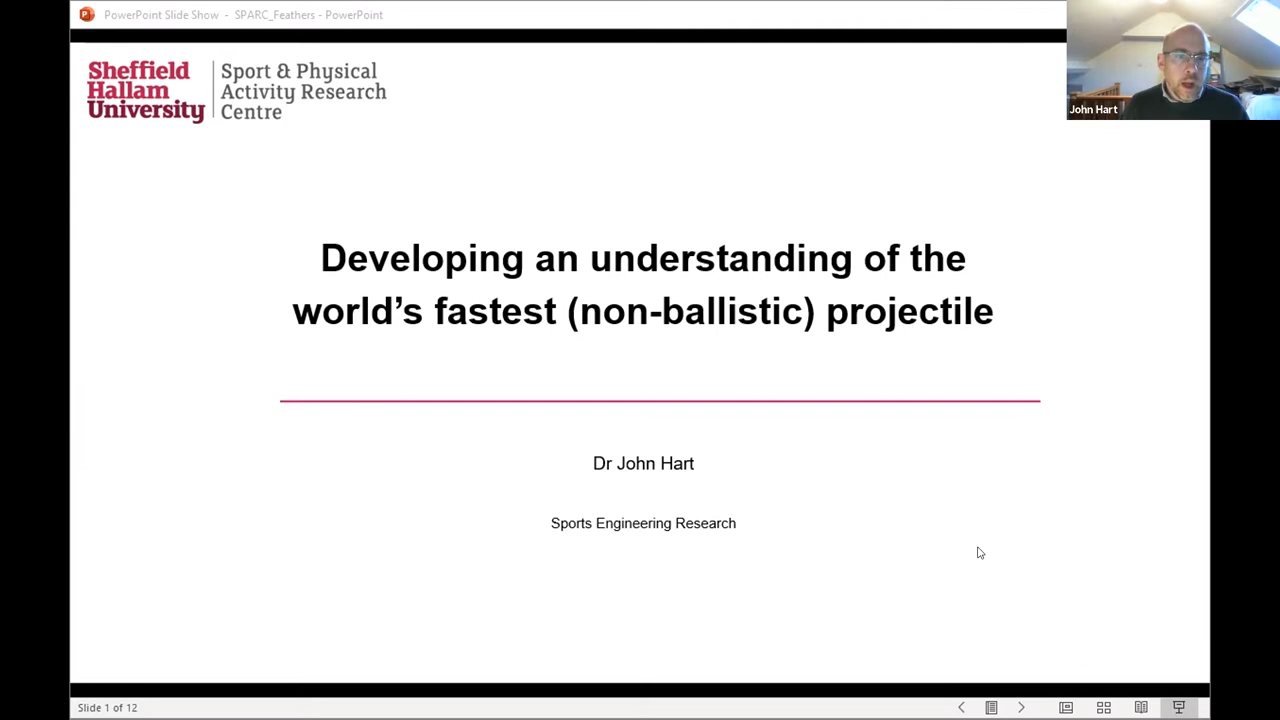 PowerPoint Slide Show - SPARC_Feathers - PowerPoint
Sheffield
Hallam
University
Sport & Physical
Activity Research
Centre
John Hart
Developing an understanding of the
world's fastest (non-ballistic) projectile
Dr John Hart
Sports Engineering Research
Slide 1 of 12